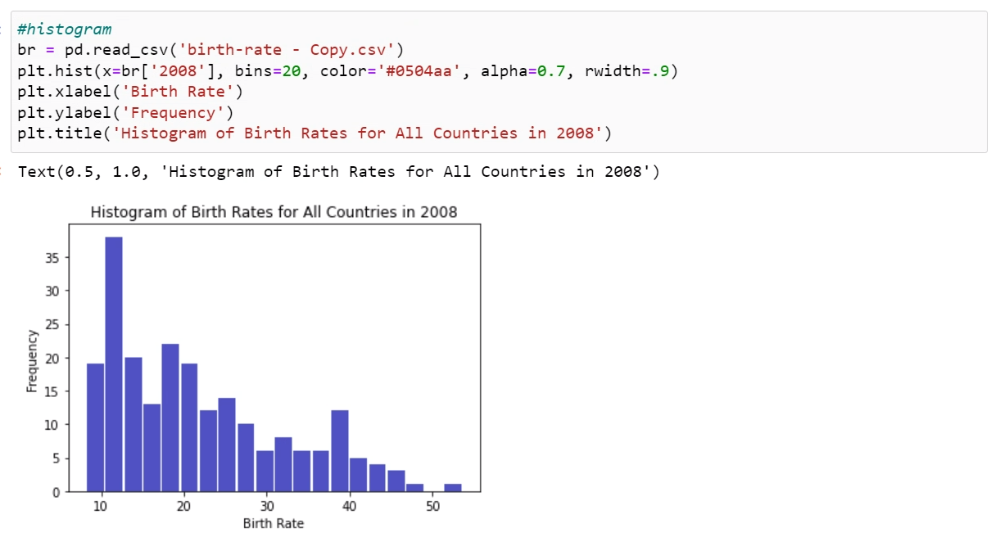 #histogram
br = pd.read_csv('birth-rate - Copy.csv')
plt.hist(x=br['2008'], bins=20, color='#0504aa', alpha=0.7, rwidth=.9)
plt.xlabel('Birth Rate')
plt.ylabel('Frequency')
plt.title('Histogram of Birth Rates for All Countries in 2008')
Text(0.5, 1.0, 'Histogram of Birth Rates for All Countries in 2008')
Histogram of Birth Rates for All Countries in 2008
Frequency
35
30
25
20
15
10
5
0
10 20 30 40 50
Birth Rate